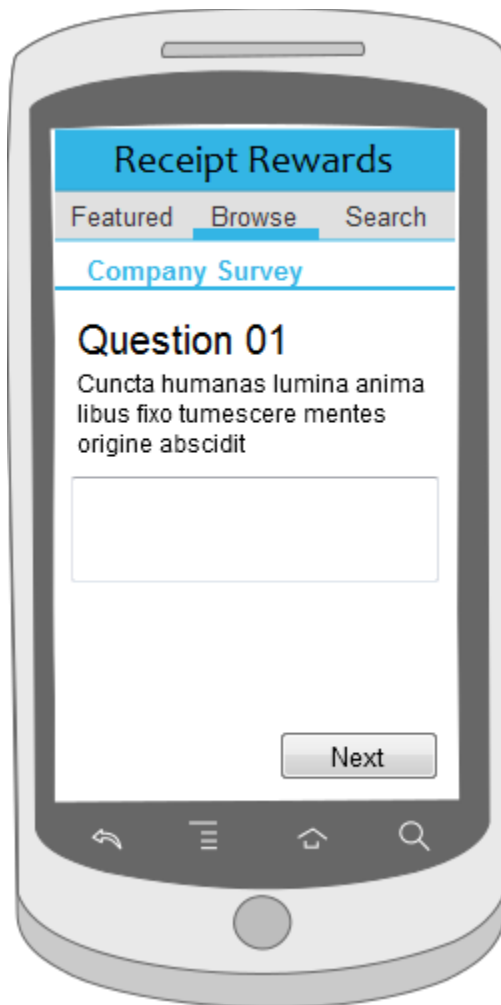 Receipt Rewards
Featured Browse Search
Company Survey
Question 01
Cuncta humanas lumina anima
libus fixo tumescere mentes
origine abscidit
Next